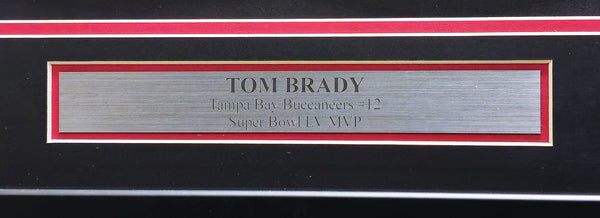 TOM BRADY
Tampa Bay Buccaneers #12
Super Bowl LV MVP